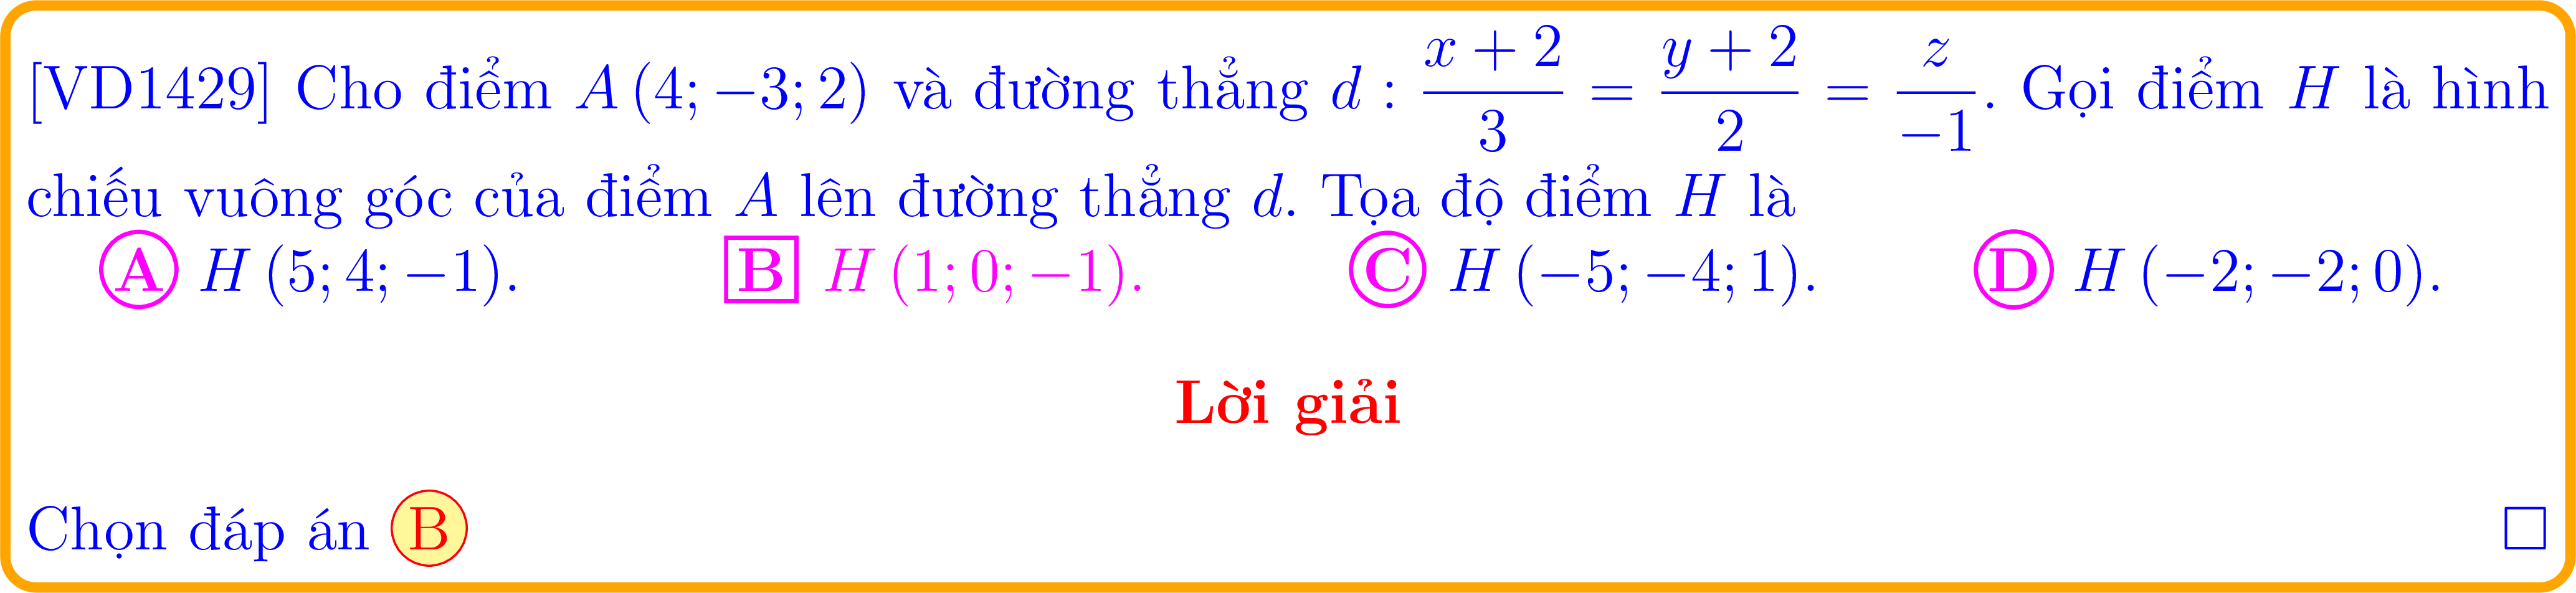 [VD1429] Cho điểm A (4; −3; 2) và đường thẳng d : \frac{x + 2}{3} = \frac{y + 2}{2} = \frac{z}{−1}. Gọi điểm H là hình
chiếu vuông góc của điểm A lên đường thẳng d. Tọa độ điểm H là
A H (5; 4; −1). B H (1; 0; −1). C H (−5; −4; 1). D H (−2; −2; 0).
Lời giải
Chọn đáp án B □